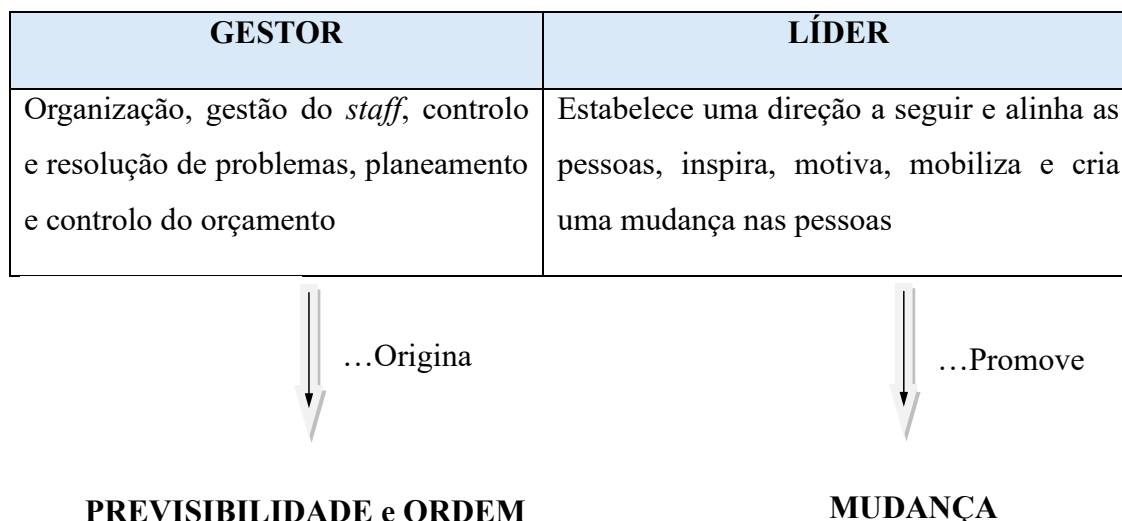 GESTOR
LÍDER
Organização, gestão do staff, controlo
e resolução de problemas, planeamento
e controlo do orçamento
Estabelece uma direção a seguir e alinha as
pessoas, inspira, motiva, mobiliza e cria
uma mudança nas pessoas
…Origina
…Promove
PREVISIBILIDADE e ORDEM
MUDANÇA